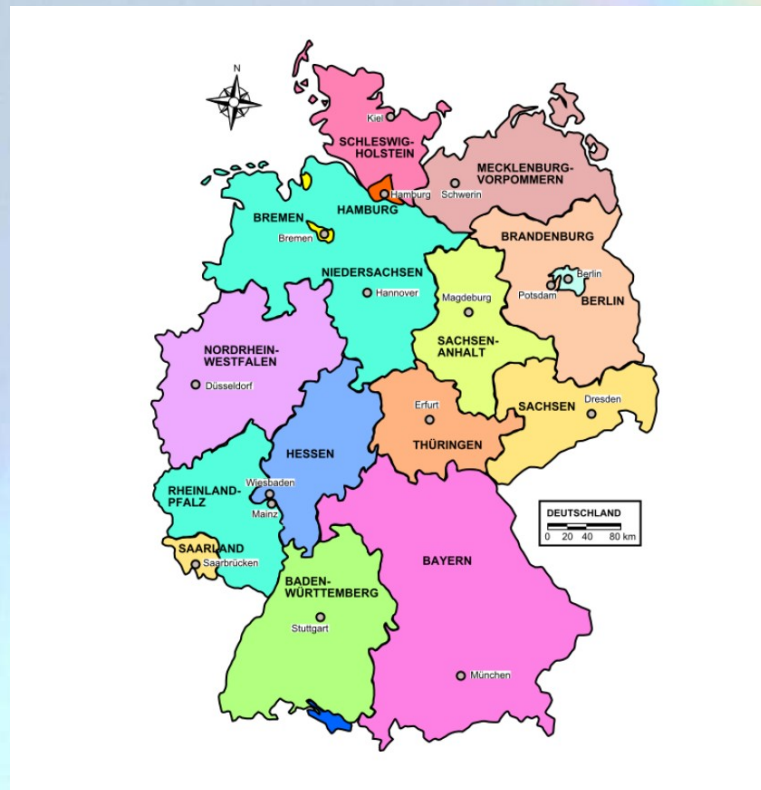 N
Kiel
SCHLESWIG-
HOLSTEIN
MECKLENBURG-
VORPOMMERN
Schwerin
Hamburg
HAMBURG
BREMEN
Bremen
BRANDENBURG
Berlin
Potsdam
BERLIN
NIEDERSACHSEN
Hannover
Magdeburg
SACHSEN-
ANHALT
NORDRHEIN-
WESTFALEN
Düsseldorf
Erfurt
THÜRINGEN
SACHSEN
Dresden
HESSEN
Wiesbaden
Mainz
RHEINLAND-
PFALZ
SAARLAND
Saarbrücken
DEUTSCHLAND
0 20 40 80 km
BAYERN
BADEN-
WÜRTTEMBERG
Stuttgart
München